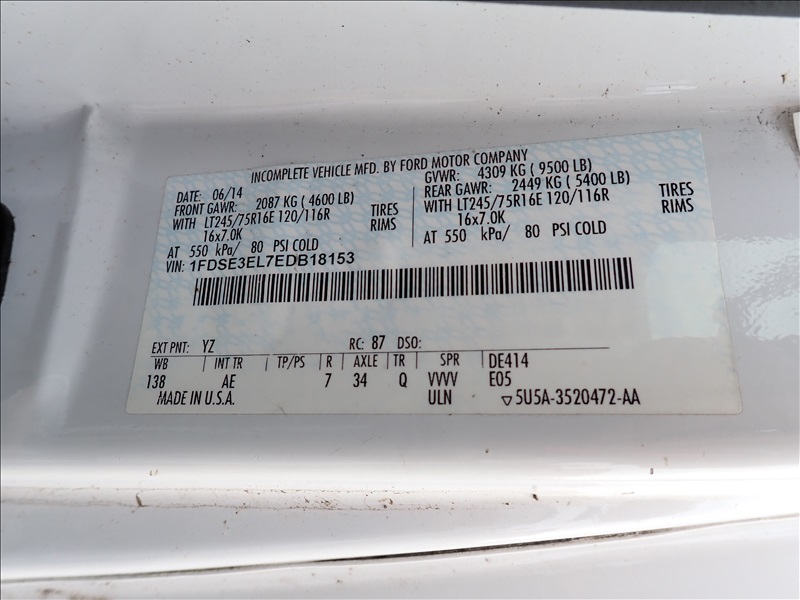 INCOMPLETE VEHICLE MFD. BY FORD MOTOR COMPANY
DATE: 06/14 GVWR: 4309 KG ( 9500 LB)
FRONT GAWR: 2087 KG ( 4600 LB) REAR GAWR: 2449 KG ( 5400 LB)
WITH LT245/75R16E 120/116R TIRES WITH LT245/75R16E 120/116R TIRES
16x7.0K RIMS 16x7.0K RIMS
AT 550 kPa/ 80 PSI COLD AT 550 kPa/ 80 PSI COLD
VIN: 1FDSE3EL7EDB18153
EXT PNT: YZ RC: 87 DSO:
WB INT TR TP/PS R AXLE TR SPR DE414
138 AE 7 34 Q VVVV E05
MADE IN U.S.A. ULN ▽5U5A-3520472-AA